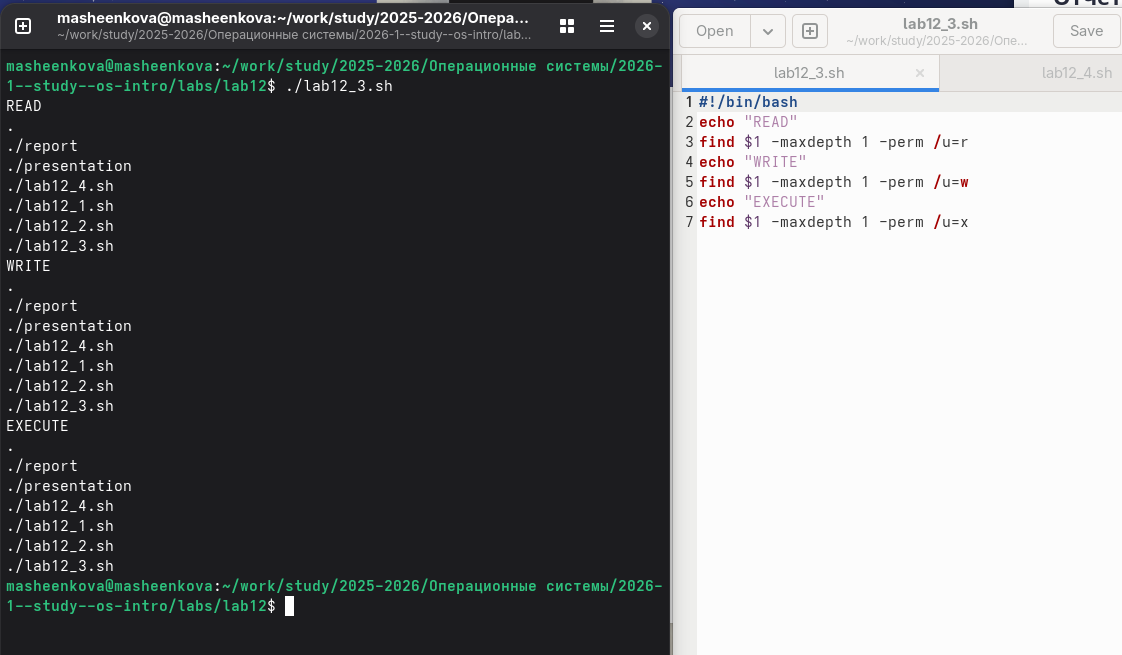 masheenkova@masheenkova:~/work/study/2025-2026/Опера...
~/work/study/2025-2026/Операционные системы/2026-1--study--os-intro/lab...
masheenkova@masheenkova:~/work/study/2025-2026/Операционные системы/2026-
1--study--os-intro/labs/lab12$ ./lab12_3.sh
READ
.
./report
./presentation
./lab12_4.sh
./lab12_1.sh
./lab12_2.sh
./lab12_3.sh
WRITE
.
./report
./presentation
./lab12_4.sh
./lab12_1.sh
./lab12_2.sh
./lab12_3.sh
EXECUTE
.
./report
./presentation
./lab12_4.sh
./lab12_1.sh
./lab12_2.sh
./lab12_3.sh
masheenkova@masheenkova:~/work/study/2025-2026/Операционные системы/2026-
1--study--os-intro/labs/lab12$
Open
lab12_3.sh
~/work/study/2025-2026/Опе...
Save
lab12_3.sh
lab12_4.sh
1 #!/bin/bash
2 echo "READ"
3 find $1 -maxdepth 1 -perm /u=r
4 echo "WRITE"
5 find $1 -maxdepth 1 -perm /u=w
6 echo "EXECUTE"
7 find $1 -maxdepth 1 -perm /u=x